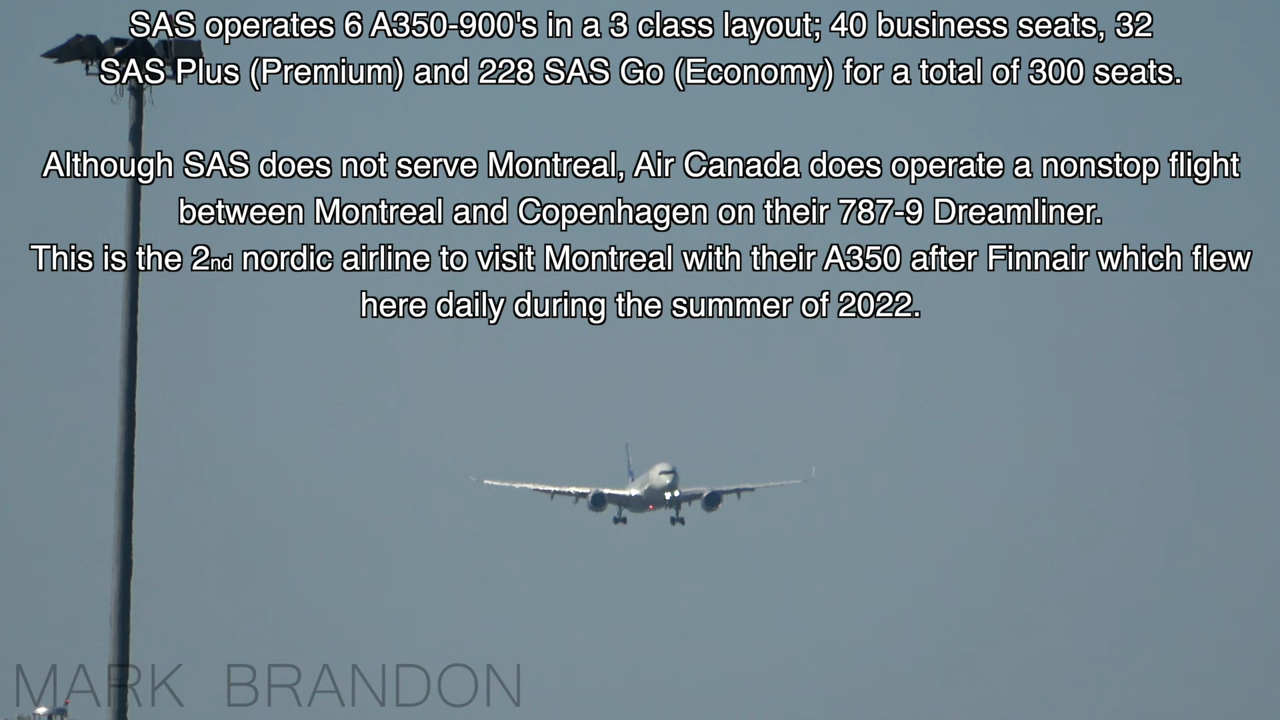 SAS operates 6 A350-900's in a 3 class layout; 40 business seats, 32
SAS Plus (Premium) and 228 SAS Go (Economy) for a total of 300 seats.
Although SAS does not serve Montreal, Air Canada does operate a nonstop flight
between Montreal and Copenhagen on their 787-9 Dreamliner.
This is the 2nd nordic airline to visit Montreal with their A350 after Finnair which flew
here daily during the summer of 2022.
MARK BRANDON